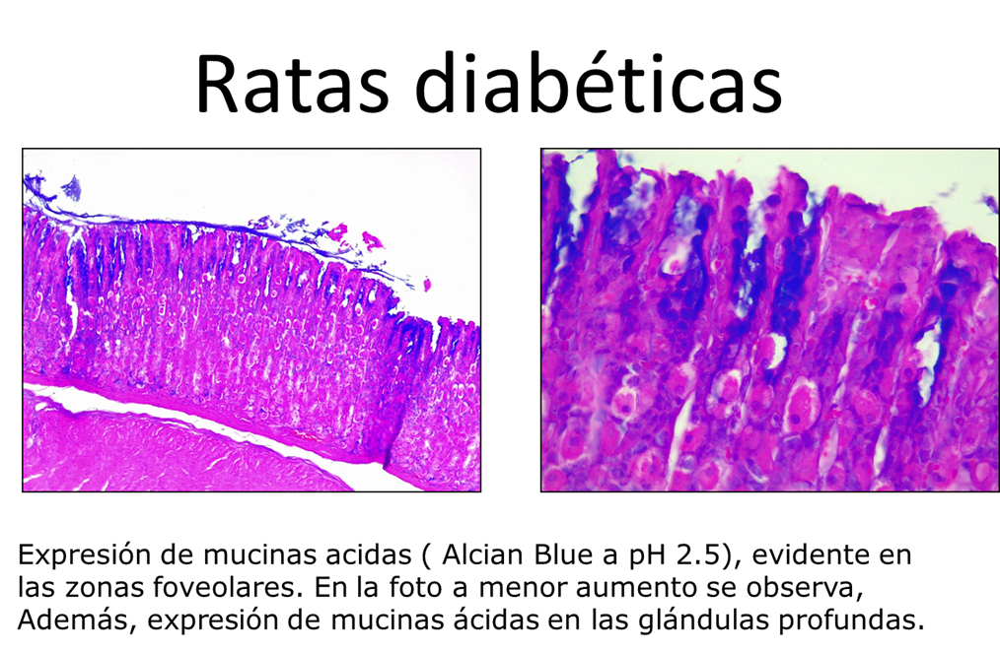 Ratas diabéticas
Expresión de mucinas acidas ( Alcian Blue a pH 2.5), evidente en
las zonas foveolares. En la foto a menor aumento se observa,
Además, expresión de mucinas ácidas en las glándulas profundas.